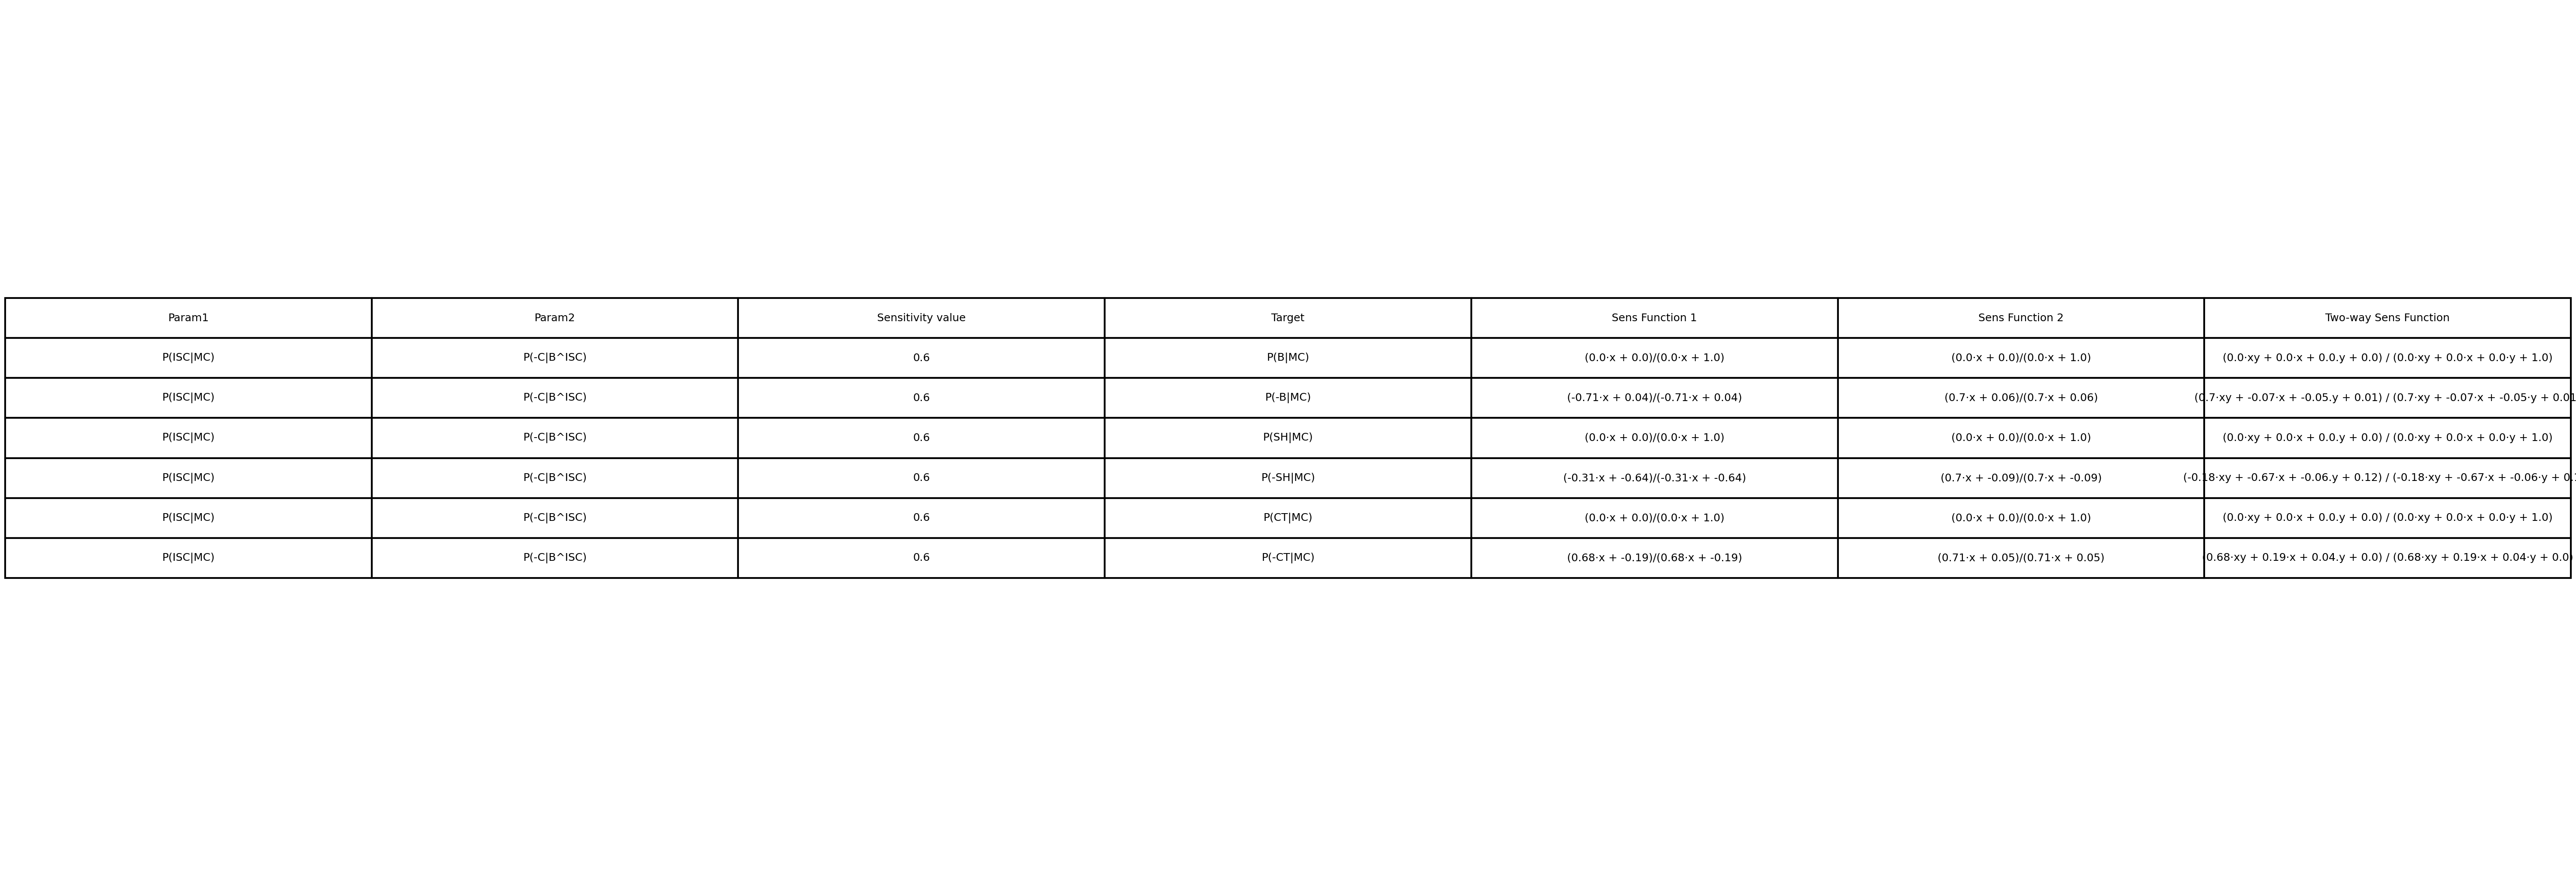 Param1 Param2 Sensitivity value Target Sens Function 1 Sens Function 2 Two-way Sens Function
P(ISC|MC) P(-C|B^ISC) 0.6 P(B|MC) (0.0·x + 0.0)/(0.0·x + 1.0) (0.0·x + 0.0)/(0.0·x + 1.0) (0.0·xy + 0.0·x + 0.0.y + 0.0) / (0.0·xy + 0.0·x + 0.0·y + 1.0)
P(ISC|MC) P(-C|B^ISC) 0.6 P(-B|MC) (-0.71·x + 0.04)/(-0.71·x + 0.04) (0.7·x + 0.06)/(0.7·x + 0.06) (0.7·xy + -0.07·x + -0.05.y + 0.01) / (0.7·xy + -0.07·x + -0.05·y + 0.01
P(ISC|MC) P(-C|B^ISC) 0.6 P(SH|MC) (0.0·x + 0.0)/(0.0·x + 1.0) (0.0·x + 0.0)/(0.0·x + 1.0) (0.0·xy + 0.0·x + 0.0.y + 0.0) / (0.0·xy + 0.0·x + 0.0·y + 1.0)
P(ISC|MC) P(-C|B^ISC) 0.6 P(-SH|MC) (-0.31·x + -0.64)/(-0.31·x + -0.64) (0.7·x + -0.09)/(0.7·x + -0.09) (-0.18·xy + -0.67·x + -0.06.y + 0.12) / (-0.18·xy + -0.67·x + -0.06·y +
P(ISC|MC) P(-C|B^ISC) 0.6 P(CT|MC) (0.0·x + 0.0)/(0.0·x + 1.0) (0.0·x + 0.0)/(0.0·x + 1.0) (0.0·xy + 0.0·x + 0.0.y + 0.0) / (0.0·xy + 0.0·x + 0.0·y + 1.0)
P(ISC|MC) P(-C|B^ISC) 0.6 P(-CT|MC) (0.68·x + -0.19)/(0.68·x + -0.19) (0.71·x + 0.05)/(0.71·x + 0.05) (0.68·xy + 0.19·x + 0.04.y + 0.0) / (0.68·xy + 0.19·x + 0.04·y + 0.0)